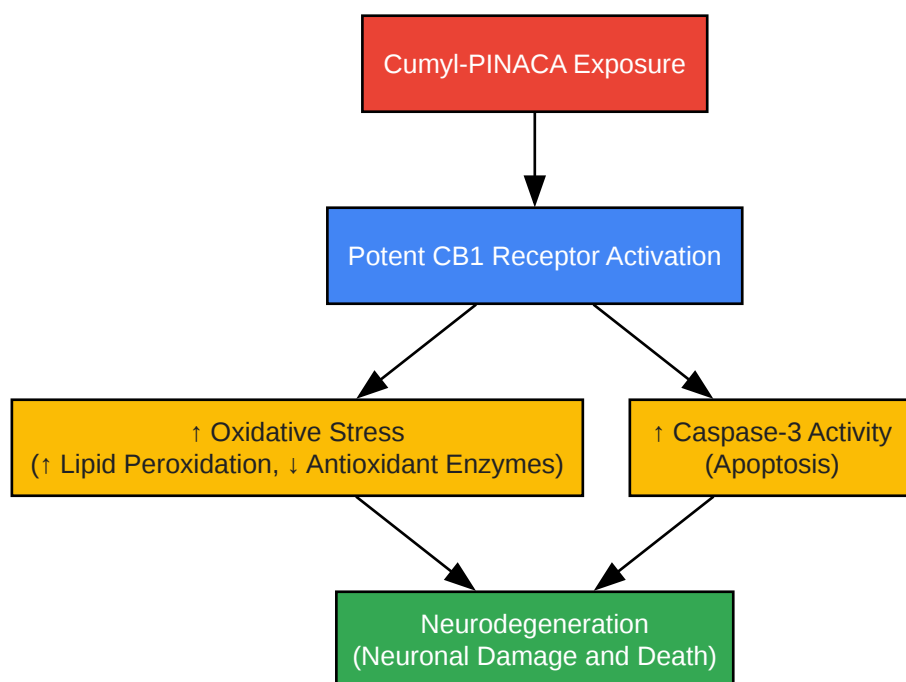 Cumyl-PINACA Exposure
Potent CB1 Receptor Activation
↑ Oxidative Stress
(↑ Lipid Peroxidation, ↓ Antioxidant Enzymes)
↑ Caspase-3 Activity
(Apoptosis)
Neurodegeneration
(Neuronal Damage and Death)